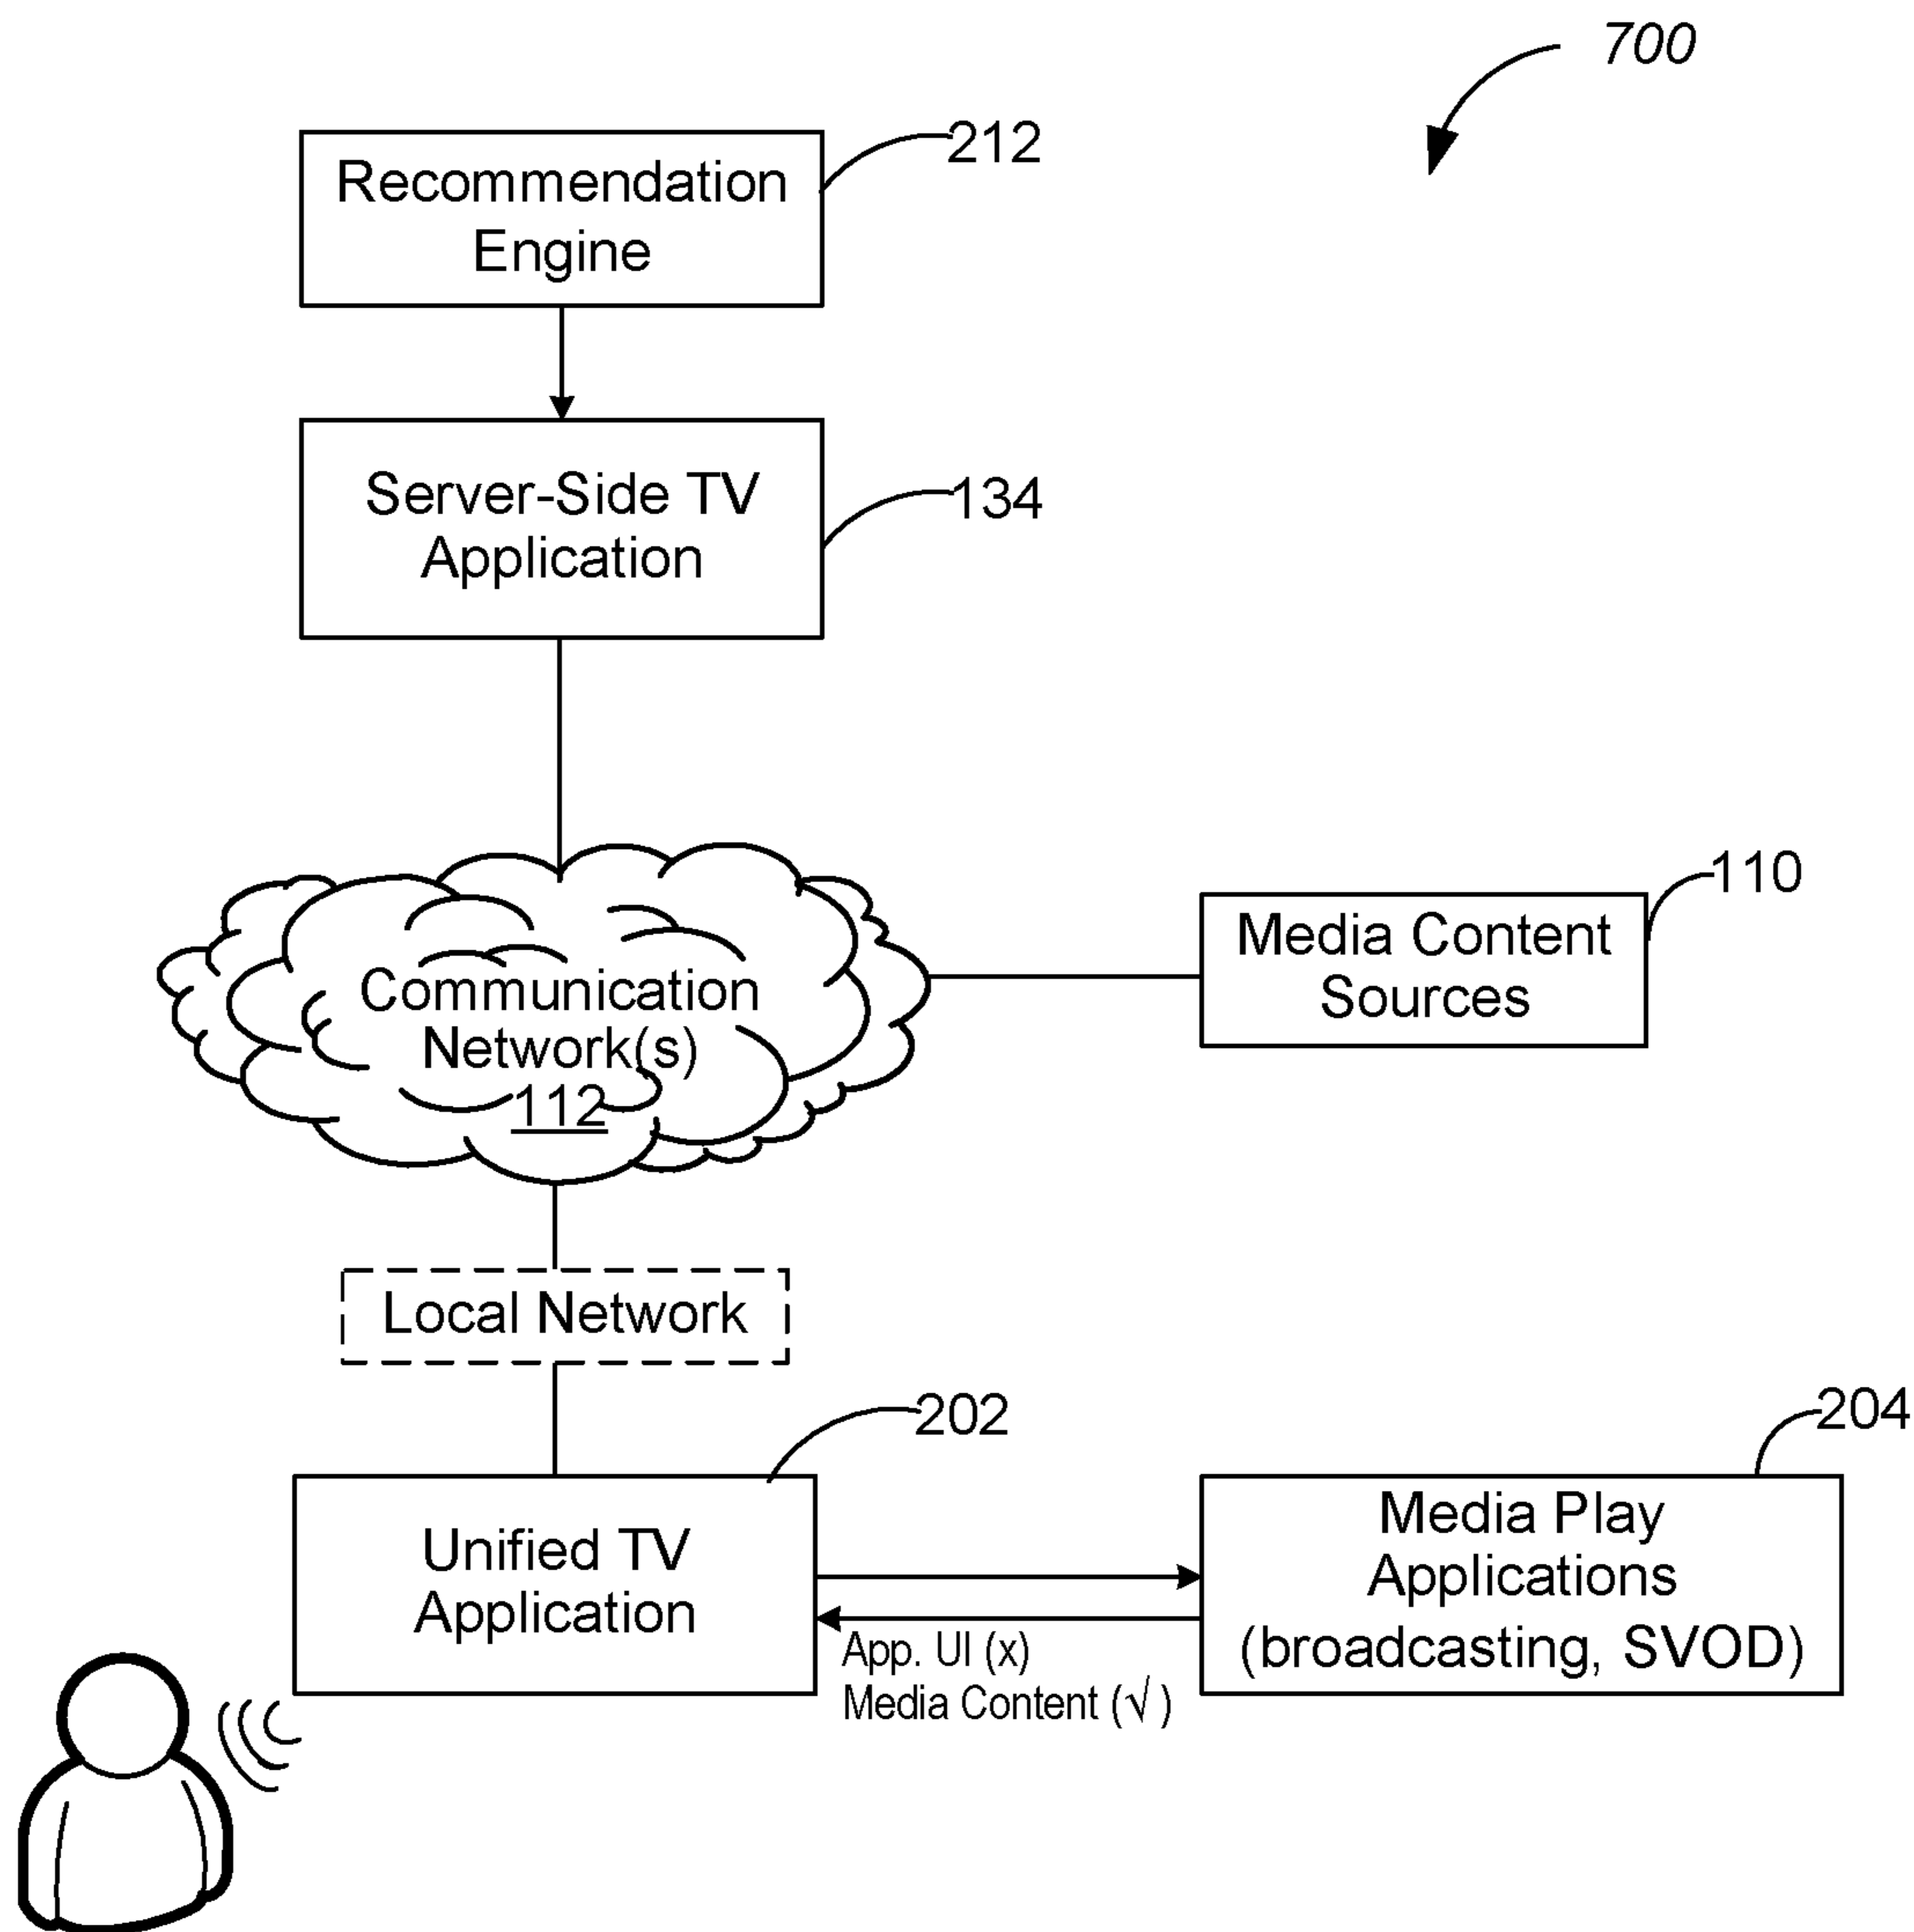 700
212
Recommendation
Engine
Server-Side TV
Application
134
110
Media Content
Sources
Communication
Network(s)
112
Local Network
202
204
Unified TV
Application
Media Play
Applications
(broadcasting, SVOD)
App. UI (x)
Media Content (√ )